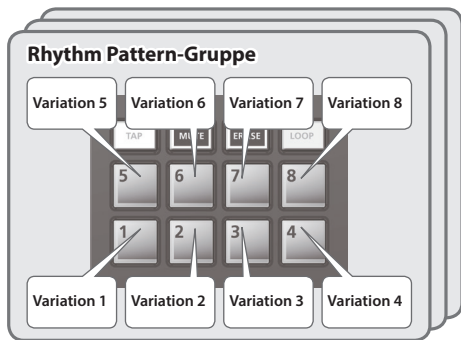 Rhythm Pattern-Gruppe
Variation 5 Variation 6 Variation 7 Variation 8
TAP MUTE ERASE LOOP
5 6 7 8
1 2 3 4
Variation 1 Variation 2 Variation 3 Variation 4